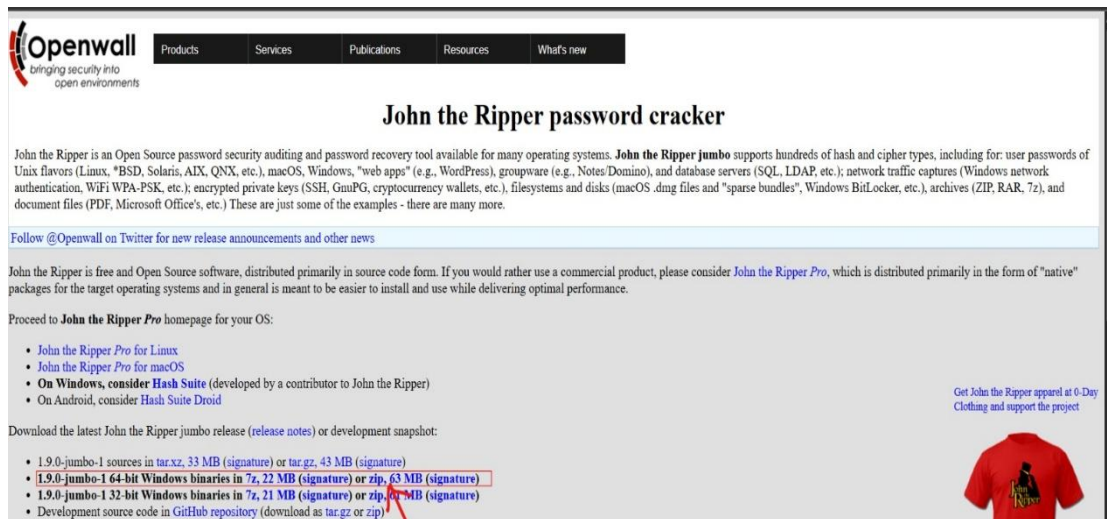 Openwall
bringing security into
open environments
Products Services Publications Resources What's new
John the Ripper password cracker
John the Ripper is an Open Source password security auditing and password recovery tool available for many operating systems. John the Ripper jumbo supports hundreds of hash and cipher types, including for: user passwords of
Unix flavors (Linux, *BSD, Solaris, AIX, QNX, etc.), macOS, Windows, "web apps" (e.g., WordPress), groupware (e.g., Notes/Domino), and database servers (SQL, LDAP, etc.); network traffic captures (Windows network
authentication, WiFi WPA-PSK, etc.); encrypted private keys (SSH, GnuPG, cryptocurrency wallets, etc.), filesystems and disks (macOS .dmg files and "sparse bundles", Windows BitLocker, etc.), archives (ZIP, RAR, 7z), and
document files (PDF, Microsoft Office's, etc.) These are just some of the examples - there are many more.
Follow @Openwall on Twitter for new release announcements and other news
John the Ripper is free and Open Source software, distributed primarily in source code form. If you would rather use a commercial product, please consider John the Ripper Pro, which is distributed primarily in the form of "native"
packages for the target operating systems and in general is meant to be easier to install and use while delivering optimal performance.
Proceed to John the Ripper Pro homepage for your OS:
• John the Ripper Pro for Linux
• John the Ripper Pro for macOS
• On Windows, consider Hash Suite (developed by a contributor to John the Ripper)
• On Android, consider Hash Suite Droid
Get John the Ripper apparel at 0-Day
Clothing and support the project
Download the latest John the Ripper jumbo release (release notes) or development snapshot:
• 1.9.0-jumbo-1 sources in tar.xz, 33 MB (signature) or tar.gz, 43 MB (signature)
• 1.9.0-jumbo-1 64-bit Windows binaries in 7z, 22 MB (signature) or zip, 63 MB (signature)
• 1.9.0-jumbo-1 32-bit Windows binaries in 7z, 21 MB (signature) or zip, 61 MB (signature)
• Development source code in GitHub repository (download as tar.gz or zip)
John
the
Ripper